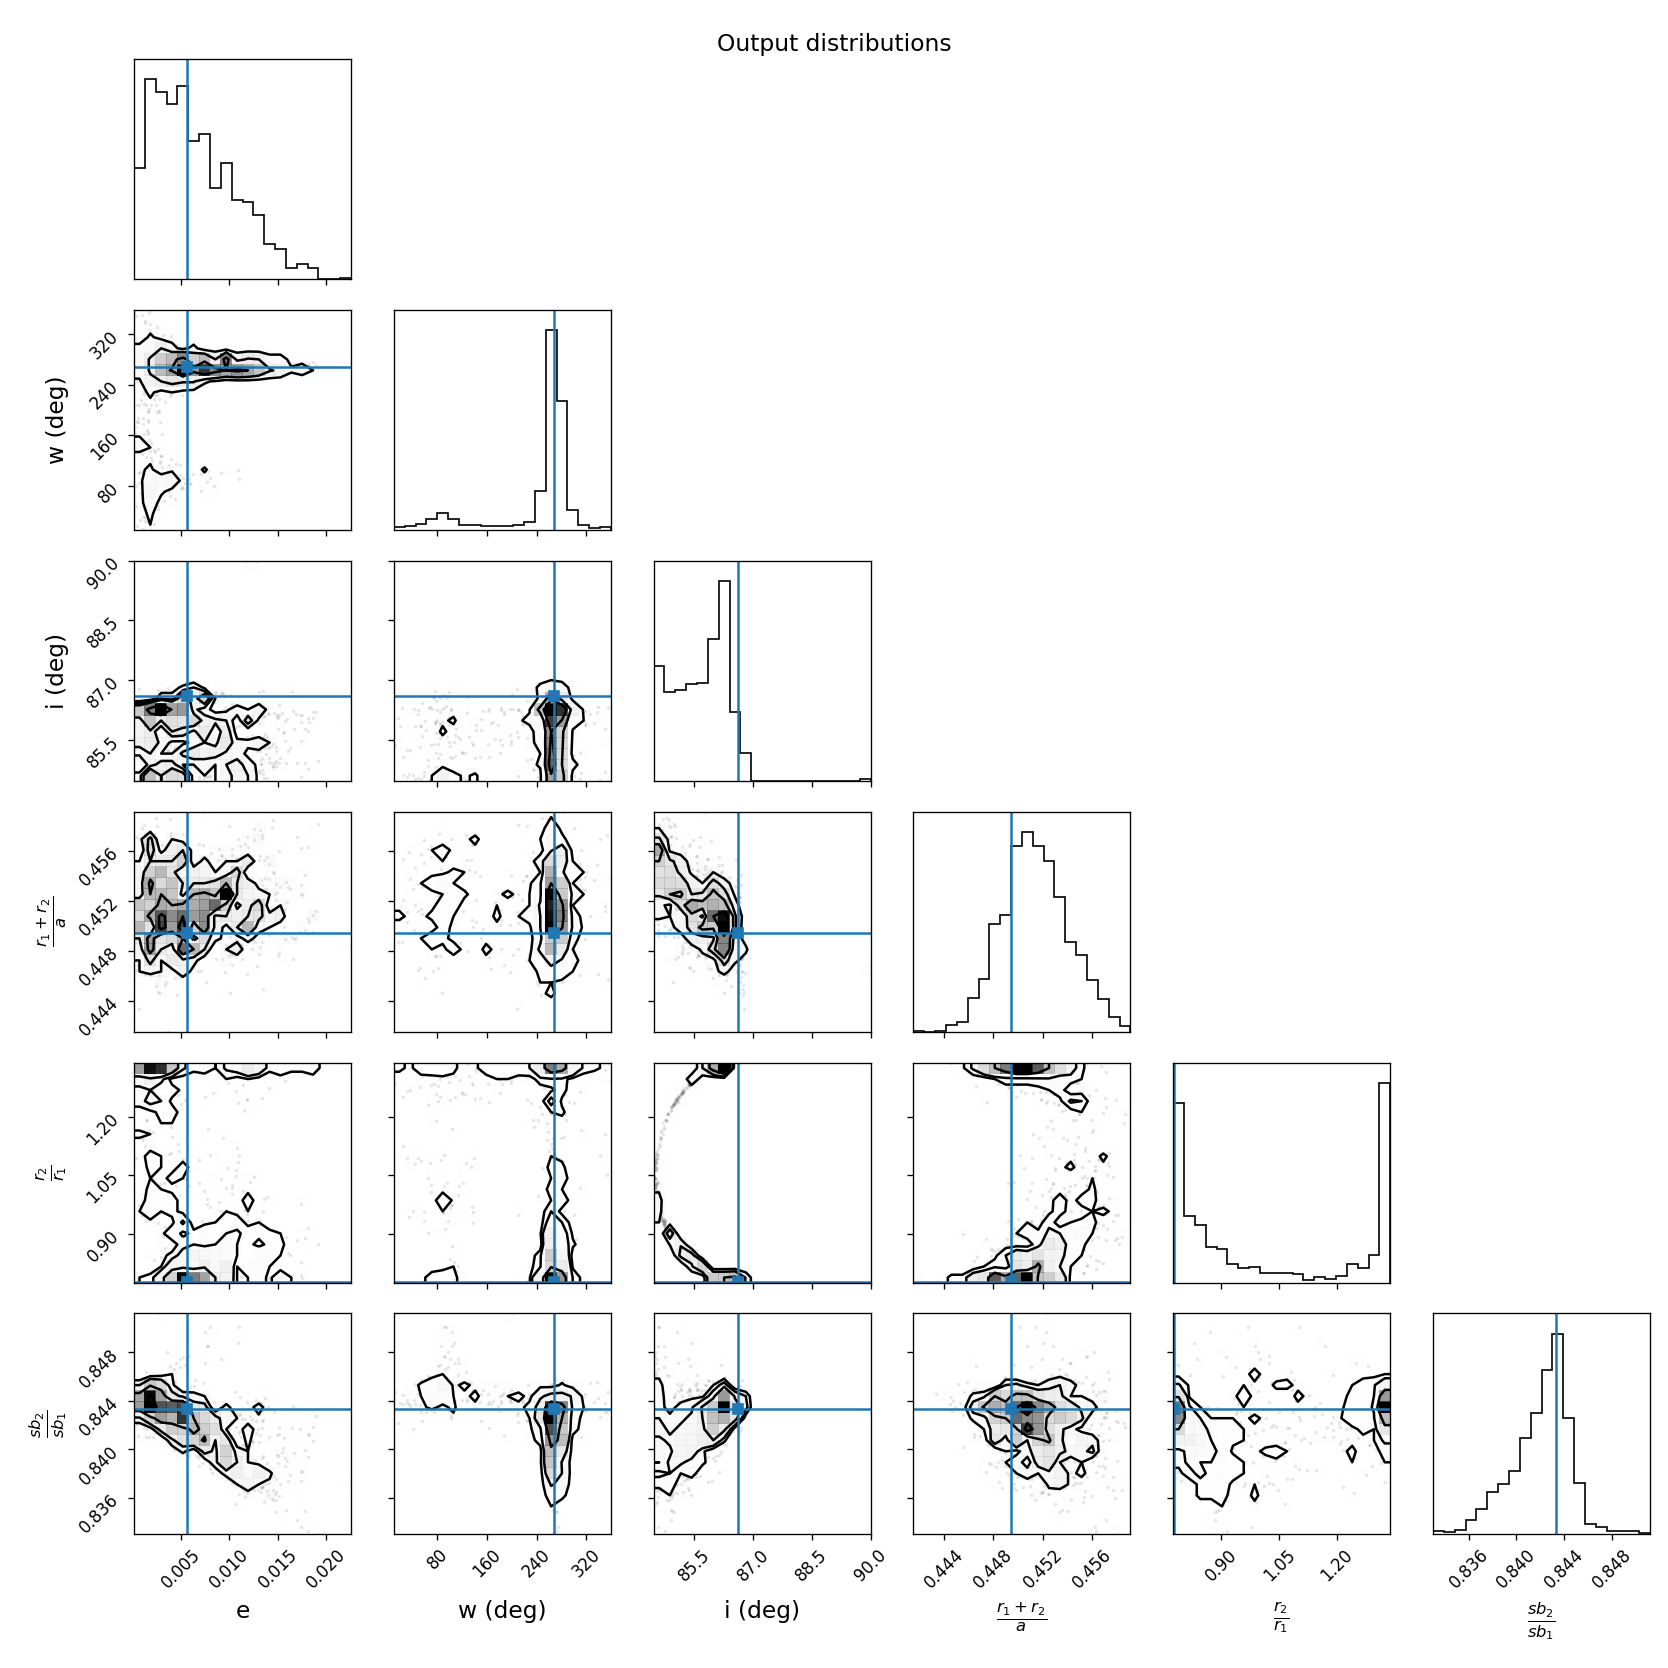 Output distributions
w (deg)
320
240
160
80
i (deg)
90.0
88.5
87.0
85.5
r₁ + r₂
a
0.456
0.452
0.448
0.444
r₂
r₁
1.20
1.05
0.90
sb₂
sb₁
0.848
0.844
0.840
0.836
0.005 0.010 0.015 0.020
80 160 240 320
85.5 87.0 88.5 90.0
0.444 0.448 0.452 0.456
0.90 1.05 1.20
0.836 0.840 0.844 0.848
e
w (deg)
i (deg)
r₁ + r₂
a
r₂
r₁
sb₂
sb₁